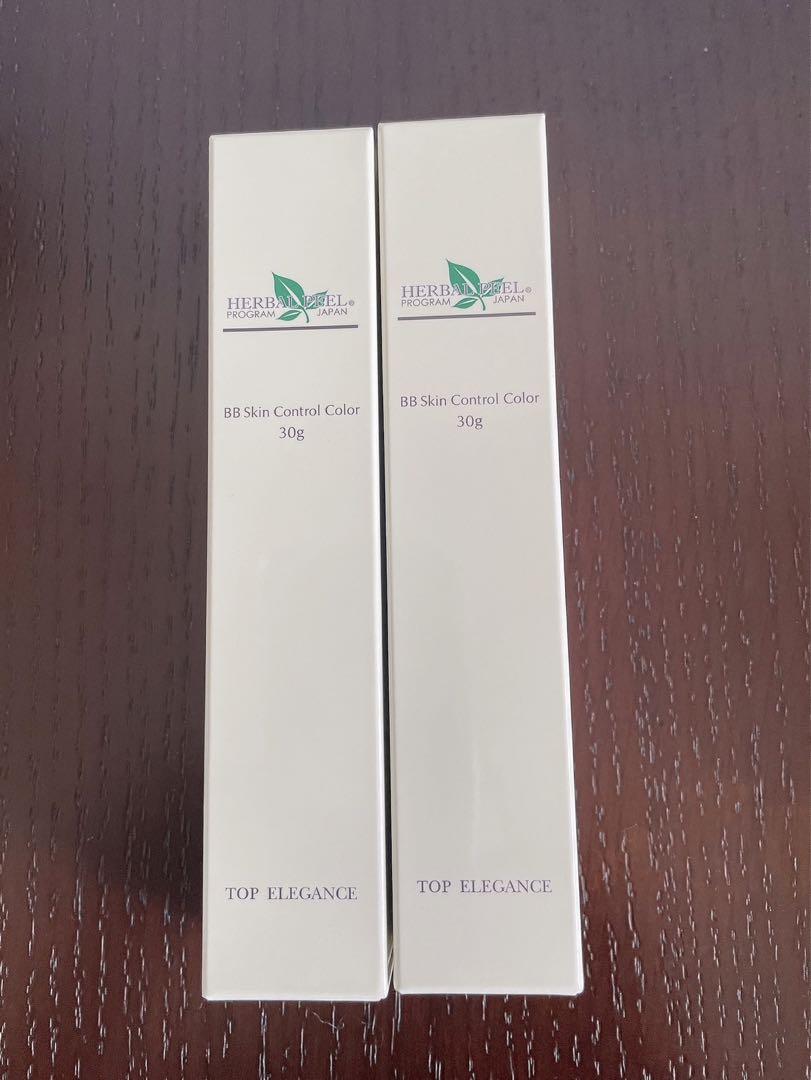 HERBAL PEEL®
PROGRAM JAPAN
BB Skin Control Color
30g
TOP ELEGANCE
HERBAL PEEL®
PROGRAM JAPAN
BB Skin Control Color
30g
TOP ELEGANCE